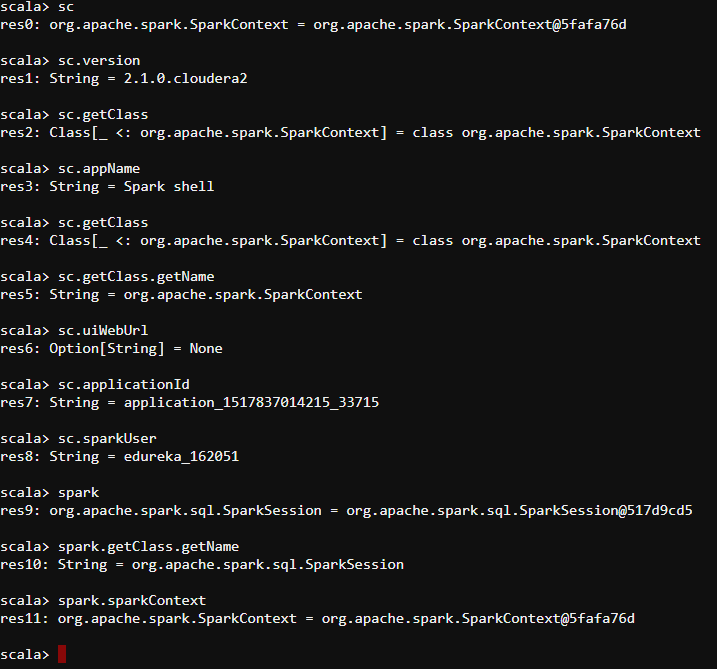 scala> sc
res0: org.apache.spark.SparkContext = org.apache.spark.SparkContext@5fafa76d
scala> sc.version
res1: String = 2.1.0.cloudera2
scala> sc.getClass
res2: Class[_ <: org.apache.spark.SparkContext] = class org.apache.spark.SparkContext
scala> sc.appName
res3: String = Spark shell
scala> sc.getClass
res4: Class[_ <: org.apache.spark.SparkContext] = class org.apache.spark.SparkContext
scala> sc.getClass.getName
res5: String = org.apache.spark.SparkContext
scala> sc.uiWebUrl
res6: Option[String] = None
scala> sc.applicationId
res7: String = application_1517837014215_33715
scala> sc.sparkUser
res8: String = edureka_162051
scala> spark
res9: org.apache.spark.sql.SparkSession = org.apache.spark.sql.SparkSession@517d9cd5
scala> spark.getClass.getName
res10: String = org.apache.spark.sql.SparkSession
scala> spark.sparkContext
res11: org.apache.spark.SparkContext = org.apache.spark.SparkContext@5fafa76d
scala>